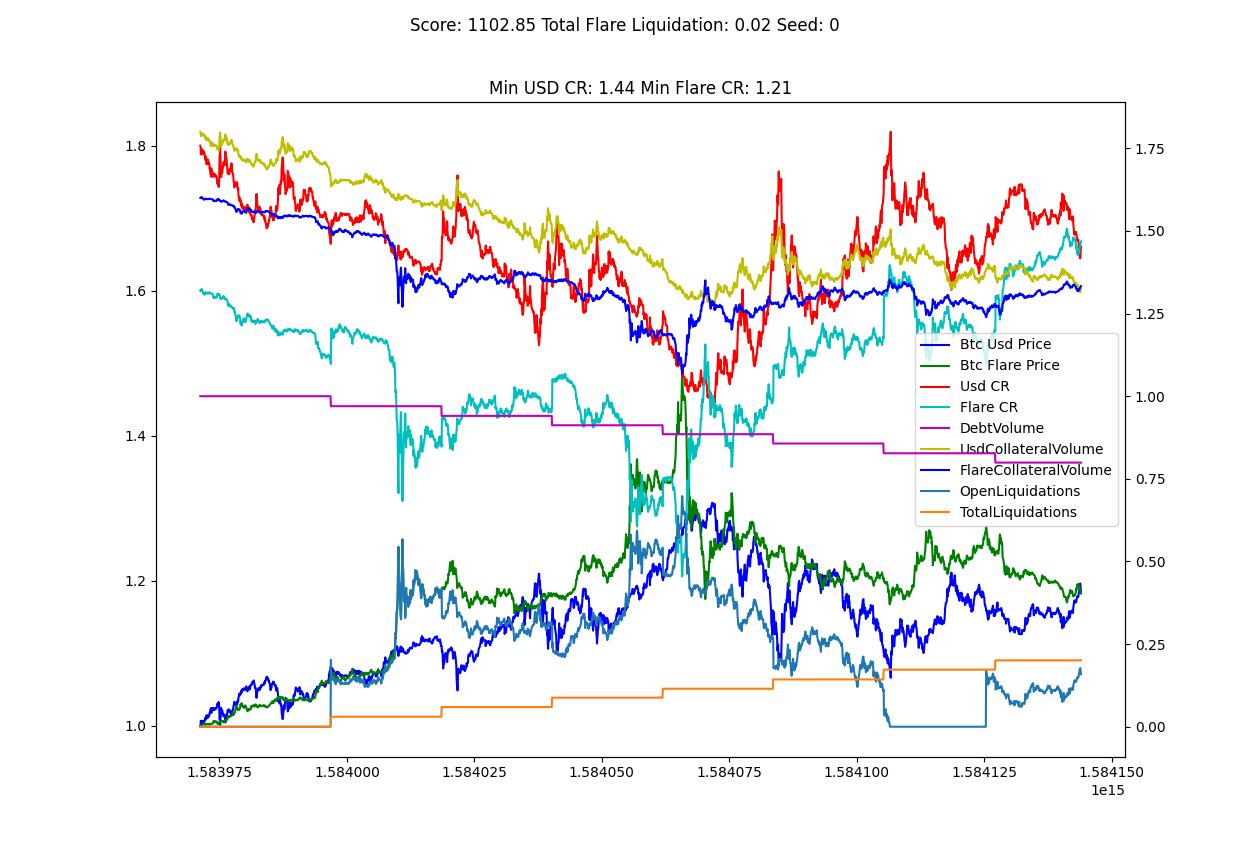 Score: 1102.85 Total Flare Liquidation: 0.02 Seed: 0
Min USD CR: 1.44 Min Flare CR: 1.21
1.8
1.6
1.4
1.2
1.0
1.75
1.50
1.25
1.00
0.75
0.50
0.25
0.00
Btc Usd Price
Btc Flare Price
Usd CR
Flare CR
DebtVolume
UsdCollateralVolume
FlareCollateralVolume
OpenLiquidations
TotalLiquidations
1.583975 1.584000 1.584025 1.584050 1.584075 1.584100 1.584125 1.584150
1e15